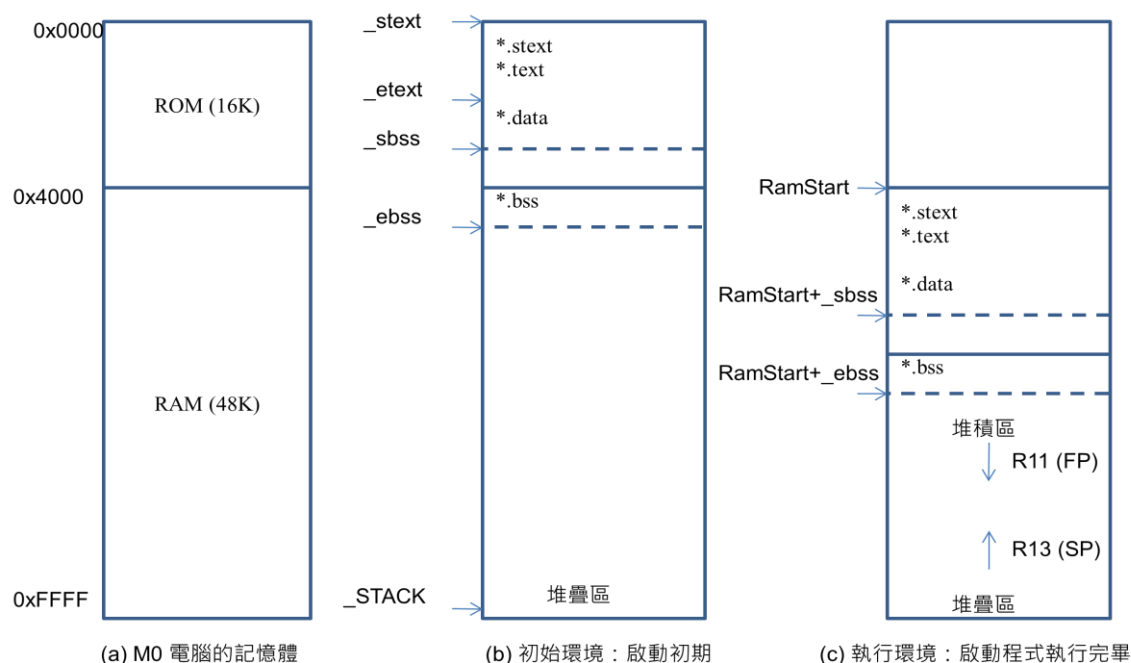 0x0000
ROM (16K)
0x4000
RAM (48K)
0xFFFF
(a) M0 電腦的記憶體
_stext
*.stext
*.text
_etext
*.data
_sbss
*.bss
_ebss
_STACK
堆疊區
(b) 初始環境：啟動初期
RamStart
*.stext
*.text
*.data
RamStart+_sbss
RamStart+_ebss
*.bss
堆積區
R11 (FP)
R13 (SP)
堆疊區
(c) 執行環境：啟動程式執行完畢